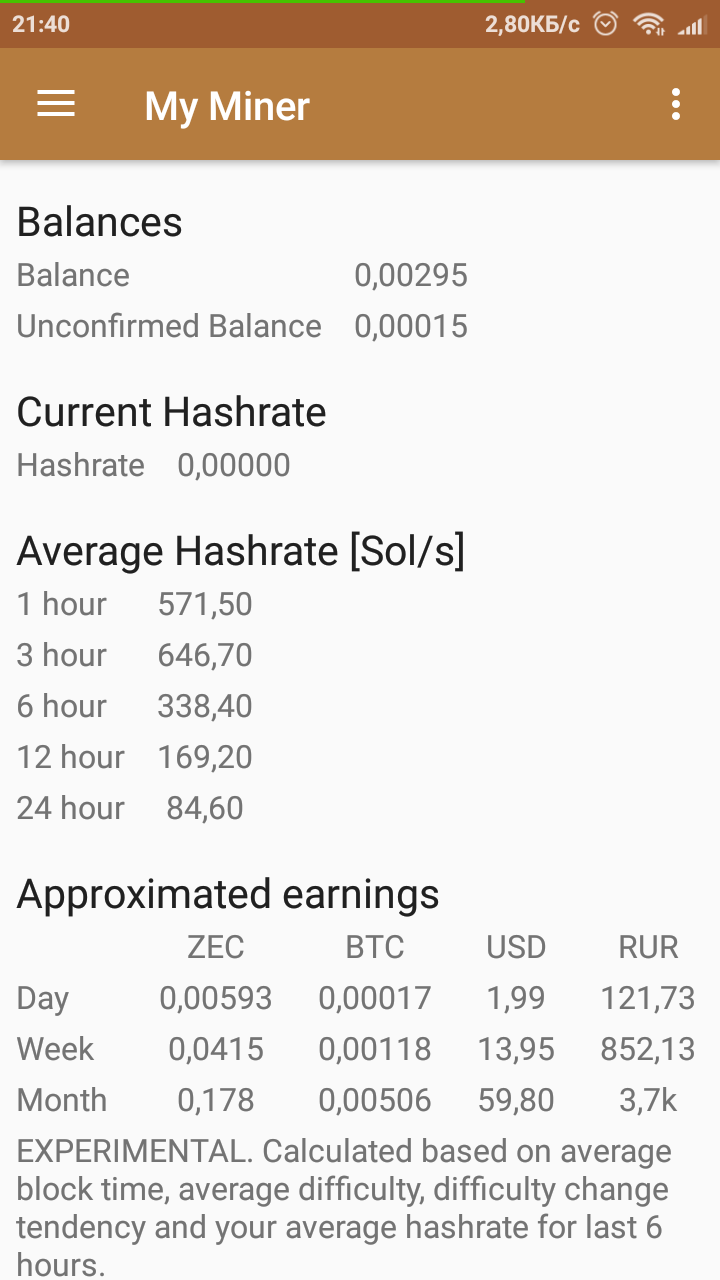 21:40 2,80КБ/с
My Miner
Balances
Balance 0,00295
Unconfirmed Balance 0,00015
Current Hashrate
Hashrate 0,00000
Average Hashrate [Sol/s]
1 hour 571,50
3 hour 646,70
6 hour 338,40
12 hour 169,20
24 hour 84,60
Approximated earnings
ZEC BTC USD RUR
Day 0,00593 0,00017 1,99 121,73
Week 0,0415 0,00118 13,95 852,13
Month 0,178 0,00506 59,80 3,7k
EXPERIMENTAL. Calculated based on average
block time, average difficulty, difficulty change
tendency and your average hashrate for last 6
hours.